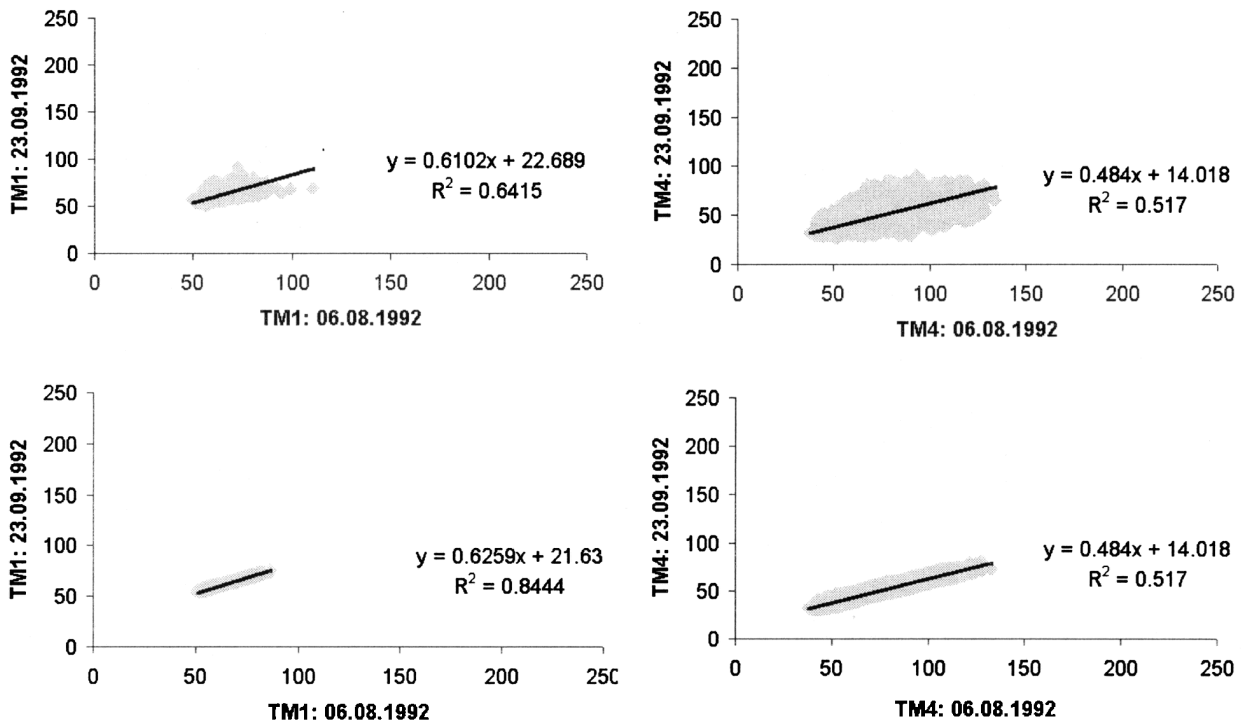 250
200
150
100
50
0
TM1: 23.09.1992
y = 0.6102x + 22.689
R² = 0.6415
0 50 100 150 200 250
TM1: 06.08.1992
250
200
150
100
50
0
TM4: 23.09.1992
y = 0.484x + 14.018
R² = 0.517
0 50 100 150 200 250
TM4: 06.08.1992
250
200
150
100
50
0
TM1: 23.09.1992
y = 0.6259x + 21.63
R² = 0.8444
0 50 100 150 200 250
TM1: 06.08.1992
250
200
150
100
50
0
TM4: 23.09.1992
y = 0.484x + 14.018
R² = 0.517
0 50 100 150 200 250
TM4: 06.08.1992